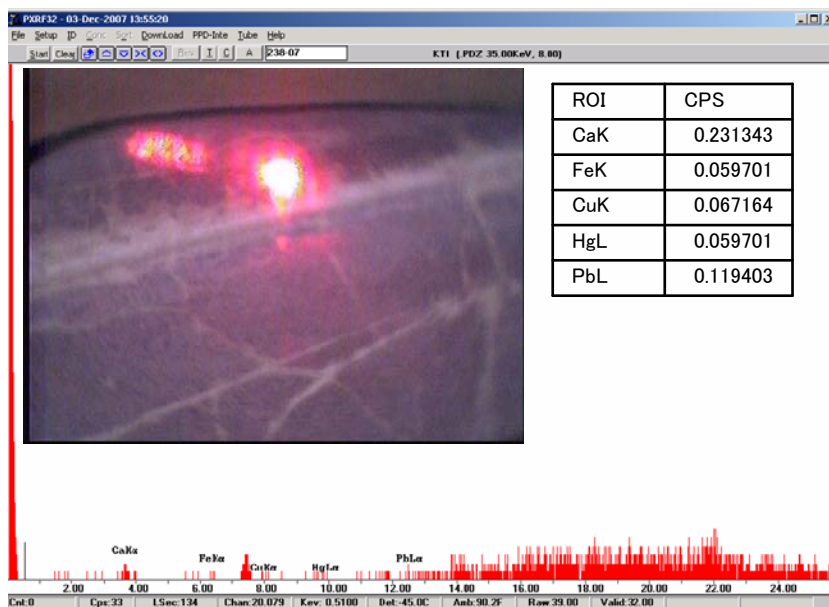 PXRF32 - 03-Dec-2007 13:55:20
File Setup ID Conc Sort DownLoad PPD-Inte Tube Help
Start Clear I C A 238-07 KTI (.PDZ 35.00KeV, 8.00)
ROI CPS
CaK 0.231343
FeK 0.059701
CuK 0.067164
HgL 0.059701
PbL 0.119403
CaKα FeKα CuKα HgLα PbLα
2.00 4.00 6.00 8.00 10.00 12.00 14.00 16.00 18.00 20.00 22.00 24.00
Cnt:0 Cps:33 LSec:134 Chan:20.079 Kev: 0.5100 Det:-45.0C Amb:90.2F Raw 39.00 Valid:32.00